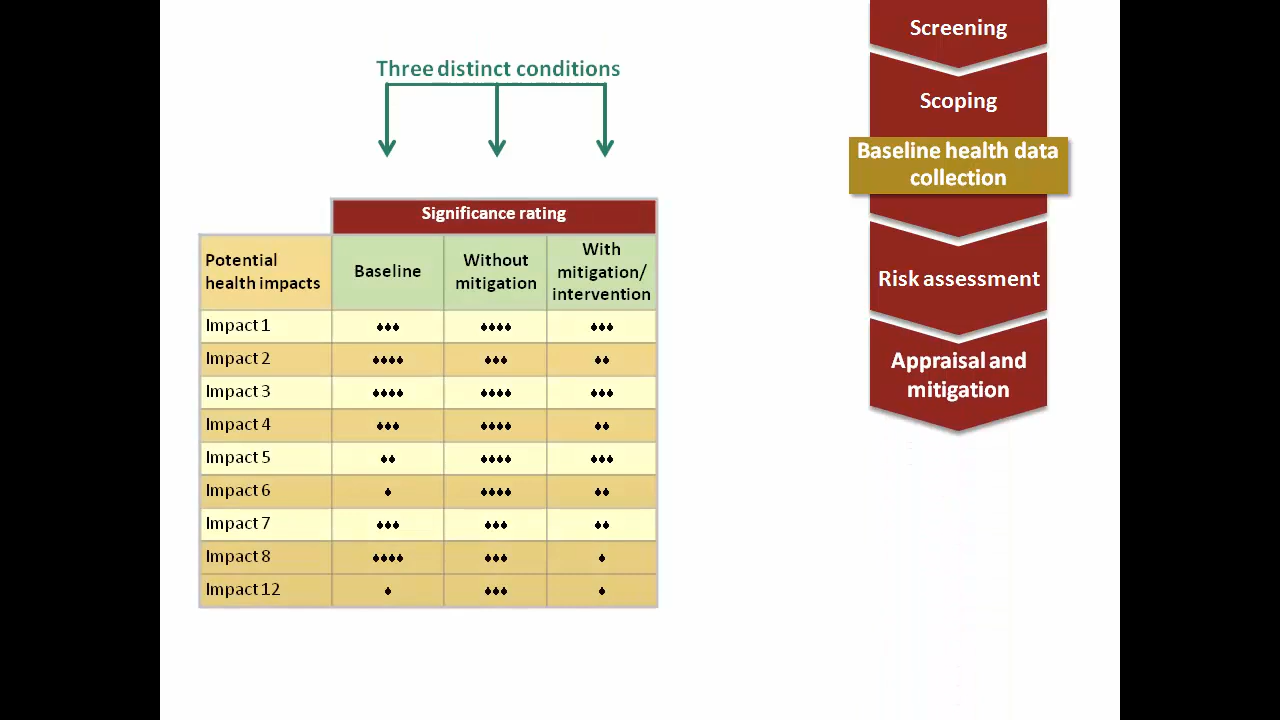 Three distinct conditions
Significance rating
Potential
health impacts
Baseline
Without
mitigation
With
mitigation/
intervention
Impact 1 ♦♦♦ ♦♦♦♦ ♦♦♦
Impact 2 ♦♦♦♦ ♦♦♦ ♦♦
Impact 3 ♦♦♦♦ ♦♦♦♦ ♦♦♦
Impact 4 ♦♦♦ ♦♦♦♦ ♦♦
Impact 5 ♦♦ ♦♦♦♦ ♦♦♦
Impact 6 ♦ ♦♦♦♦ ♦♦
Impact 7 ♦♦♦ ♦♦♦ ♦♦
Impact 8 ♦♦♦♦ ♦♦♦ ♦
Impact 12 ♦ ♦♦♦ ♦
Screening
Scoping
Baseline health data
collection
Risk assessment
Appraisal and
mitigation